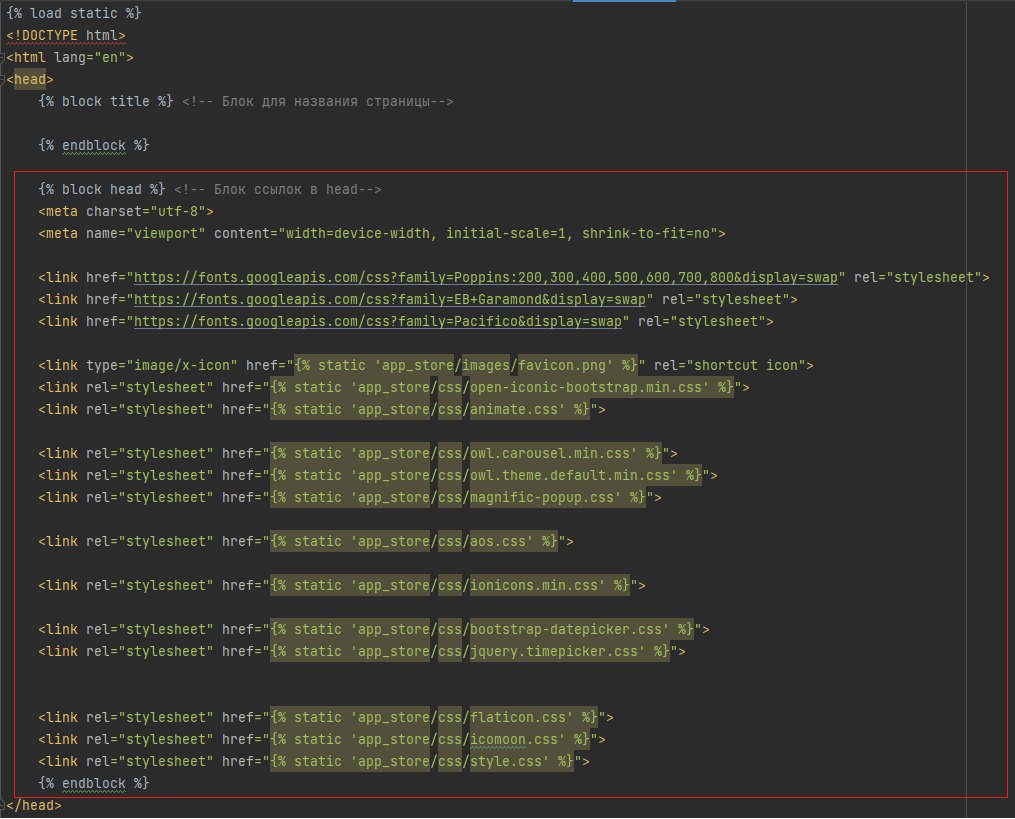 {% load static %}
<!DOCTYPE html>
<html lang="en">
<head>
{% block title %} <!-- Блок для названия страницы-->
{% endblock %}
{% block head %} <!-- Блок ссылок в head-->
<meta charset="utf-8">
<meta name="viewport" content="width=device-width, initial-scale=1, shrink-to-fit=no">
<link href="https://fonts.googleapis.com/css?family=Poppins:200,300,400,500,600,700,800&display=swap" rel="stylesheet">
<link href="https://fonts.googleapis.com/css?family=EB+Garamond&display=swap" rel="stylesheet">
<link href="https://fonts.googleapis.com/css?family=Pacifico&display=swap" rel="stylesheet">
<link type="image/x-icon" href="{% static 'app_store/images/favicon.png' %}" rel="shortcut icon">
<link rel="stylesheet" href="{% static 'app_store/css/open-iconic-bootstrap.min.css' %}">
<link rel="stylesheet" href="{% static 'app_store/css/animate.css' %}">
<link rel="stylesheet" href="{% static 'app_store/css/owl.carousel.min.css' %}">
<link rel="stylesheet" href="{% static 'app_store/css/owl.theme.default.min.css' %}">
<link rel="stylesheet" href="{% static 'app_store/css/magnific-popup.css' %}">
<link rel="stylesheet" href="{% static 'app_store/css/aos.css' %}">
<link rel="stylesheet" href="{% static 'app_store/css/ionicons.min.css' %}">
<link rel="stylesheet" href="{% static 'app_store/css/bootstrap-datepicker.css' %}">
<link rel="stylesheet" href="{% static 'app_store/css/jquery.timepicker.css' %}">
<link rel="stylesheet" href="{% static 'app_store/css/flaticon.css' %}">
<link rel="stylesheet" href="{% static 'app_store/css/icomoon.css' %}">
<link rel="stylesheet" href="{% static 'app_store/css/style.css' %}">
{% endblock %}
</head>